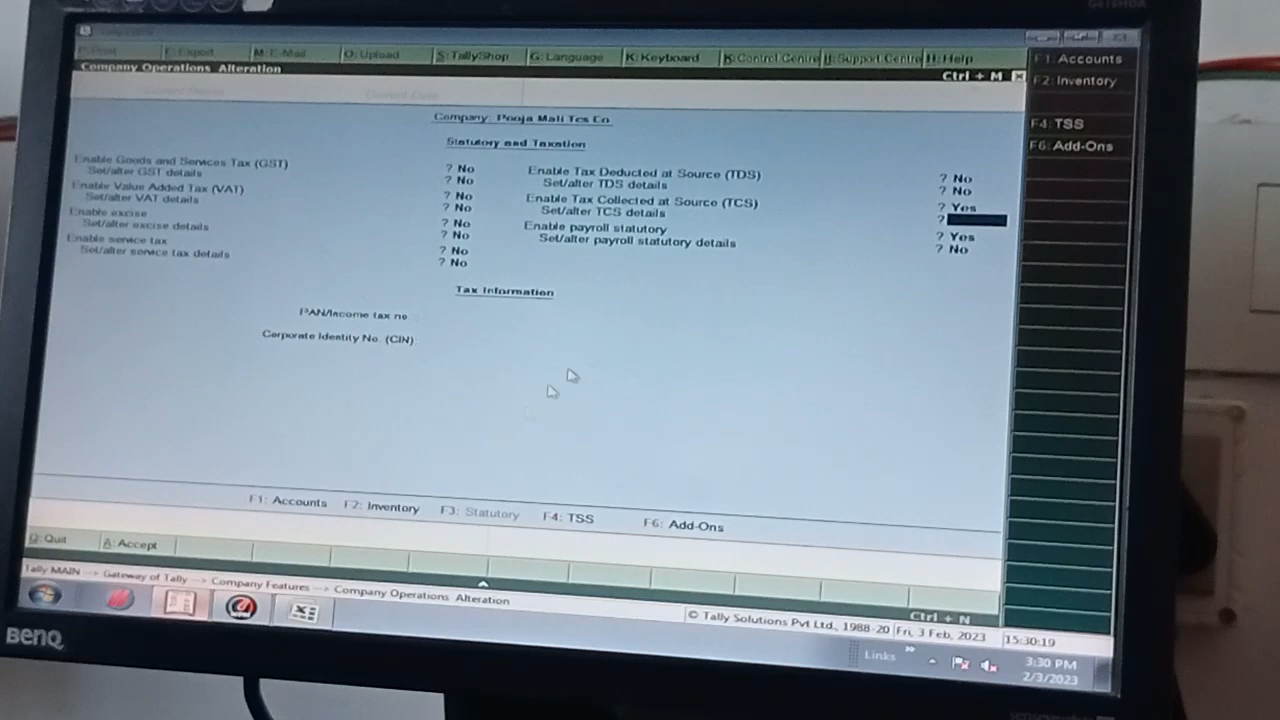 P: Print E: Export M: E-Mail O: Upload S: TallyShop G: Language K: Keyboard K: Control Centre H: Support Centre H: Help
Company Operations Alteration Ctrl + M
F1: Accounts
F2: Inventory
F4: TSS
F6: Add-Ons
Current Date
Company: Pooja Mali Tcs Co
Statutory and Taxation
Enable Goods and Services Tax (GST) ? No
Set/alter GST details ? No
Enable Value Added Tax (VAT) ? No
Set/alter VAT details ? No
Enable excise ? No
Set/alter excise details ? No
Enable service tax ? No
Set/alter service tax details ? No
Enable Tax Deducted at Source (TDS) ? No
Set/alter TDS details ? No
Enable Tax Collected at Source (TCS) ? Yes
Set/alter TCS details ?
Enable payroll statutory ? Yes
Set/alter payroll statutory details ? No
Tax Information
PAN/Income tax no
Corporate Identity No. (CIN)
F1: Accounts F2: Inventory F3: Statutory F4: TSS F6: Add-Ons
Q: Quit A: Accept
Tally MAIN --> Gateway of Tally --> Company Features --> Company Operations Alteration
Ctrl + N
© Tally Solutions Pvt Ltd., 1988-20 Fri, 3 Feb, 2023 15:30:19
Links
3:30 PM
2/3/2023
BenQ